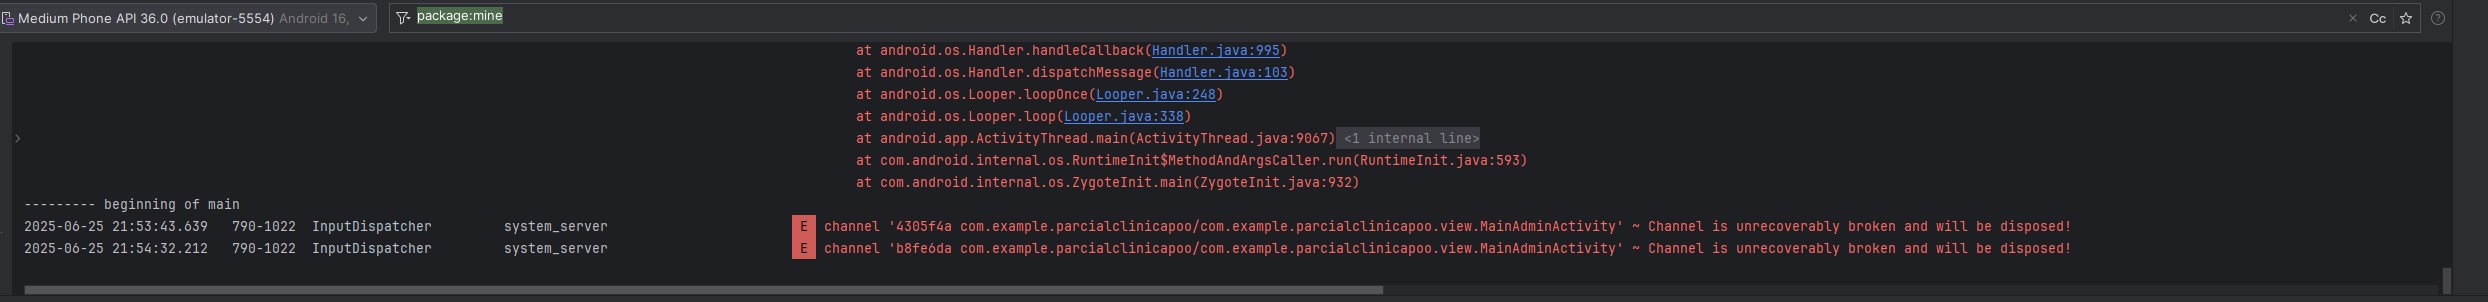 Medium Phone API 36.0 (emulator-5554) Android 16, package:mine Cc
at android.os.Handler.handleCallback(Handler.java:995)
at android.os.Handler.dispatchMessage(Handler.java:103)
at android.os.Looper.loopOnce(Looper.java:248)
at android.os.Looper.loop(Looper.java:338)
at android.app.ActivityThread.main(ActivityThread.java:9067) <1 internal line>
at com.android.internal.os.RuntimeInit$MethodAndArgsCaller.run(RuntimeInit.java:593)
at com.android.internal.os.ZygoteInit.main(ZygoteInit.java:932)
--------- beginning of main
2025-06-25 21:53:43.639 790-1022 InputDispatcher system_server E channel '4305f4a com.example.parcialclinicapoo/com.example.parcialclinicapoo.view.MainAdminActivity' ~ Channel is unrecoverably broken and will be disposed!
2025-06-25 21:54:32.212 790-1022 InputDispatcher system_server E channel 'b8fe6da com.example.parcialclinicapoo/com.example.parcialclinicapoo.view.MainAdminActivity' ~ Channel is unrecoverably broken and will be disposed!